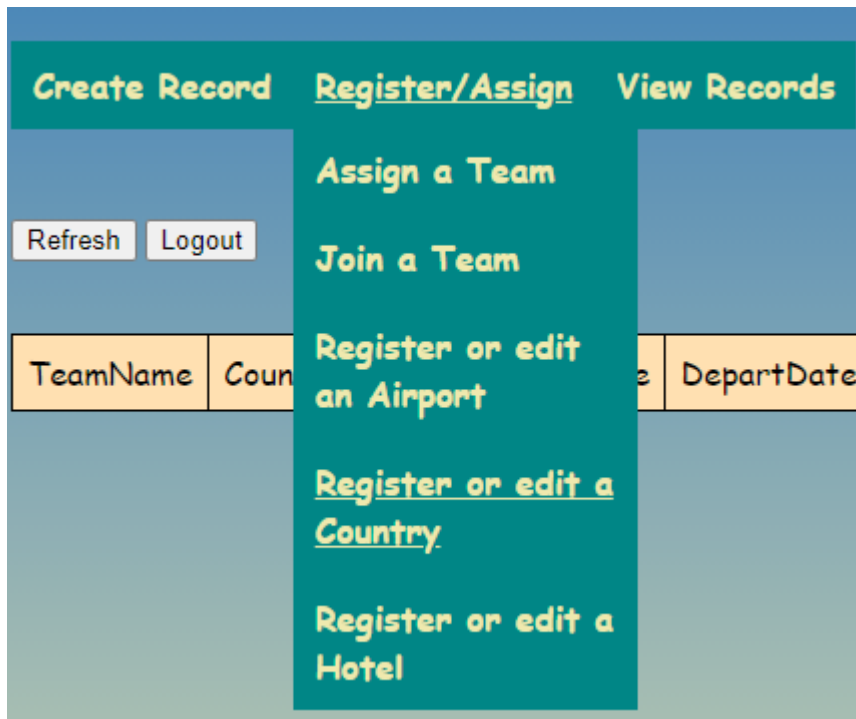 Create Record Register/Assign View Records
Assign a Team
Refresh Logout
Join a Team
Register or edit
an Airport
TeamName Coun e DepartDate
Register or edit a
Country
Register or edit a
Hotel